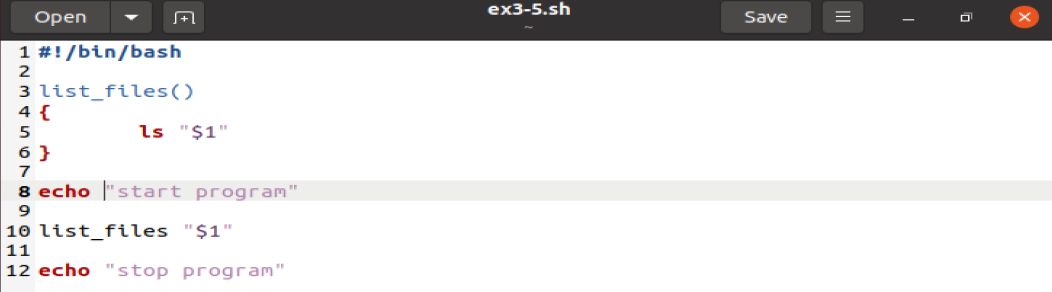 Open ex3-5.sh Save
~
1 #!/bin/bash
2
3 list_files()
4 {
5 ls "$1"
6 }
7
8 echo "start program"
9
10 list_files "$1"
11
12 echo "stop program"